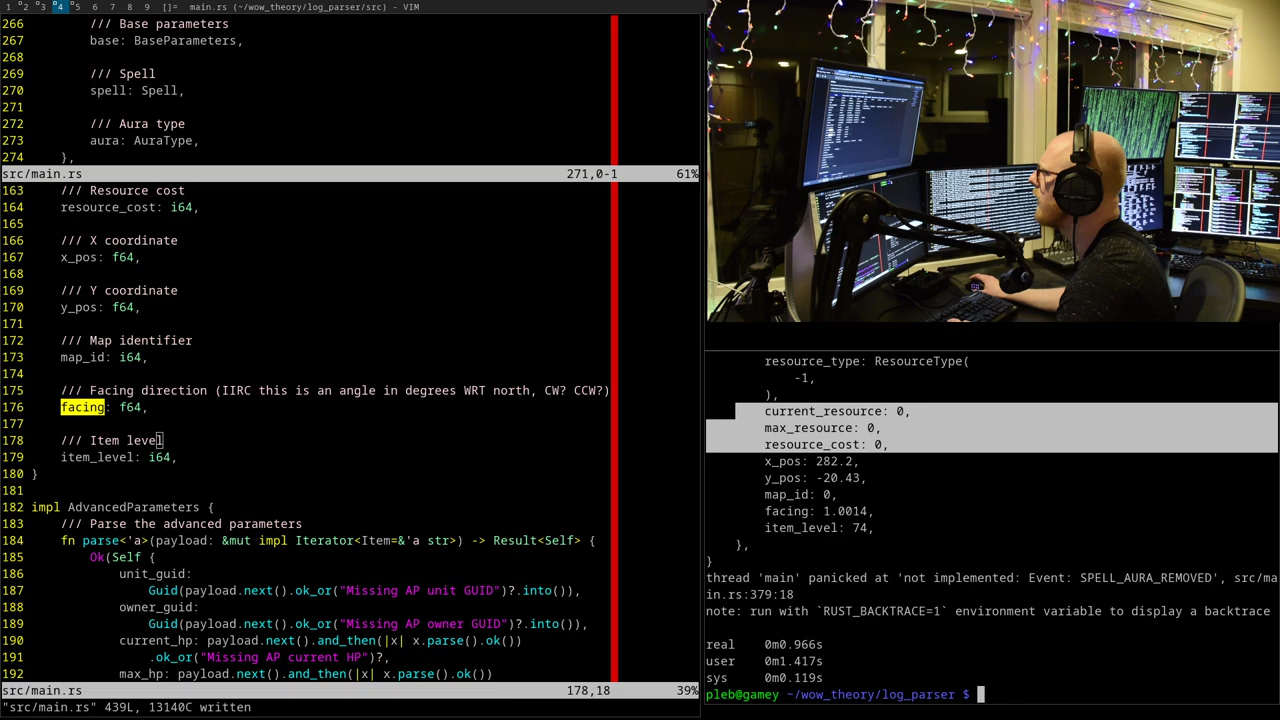 1 2 3 4 5 6 7 8 9 []= main.rs (~/wow_theory/log_parser/src) - VIM
266 /// Base parameters
267 base: BaseParameters,
268
269 /// Spell
270 spell: Spell,
271
272 /// Aura type
273 aura: AuraType,
274 },
src/main.rs 271,0-1 61%
163 /// Resource cost
164 resource_cost: i64,
165
166 /// X coordinate
167 x_pos: f64,
168
169 /// Y coordinate
170 y_pos: f64,
171
172 /// Map identifier
173 map_id: i64,
174
175 /// Facing direction (IIRC this is an angle in degrees WRT north, CW? CCW?)
176 facing: f64,
177
178 /// Item level
179 item_level: i64,
180 }
181
182 impl AdvancedParameters {
183 /// Parse the advanced parameters
184 fn parse<'a>(payload: &mut impl Iterator<Item=&'a str>) -> Result<Self> {
185 Ok(Self {
186 unit_guid:
187 Guid(payload.next().ok_or("Missing AP unit GUID")?.into()),
188 owner_guid:
189 Guid(payload.next().ok_or("Missing AP owner GUID")?.into()),
190 current_hp: payload.next().and_then(|x| x.parse().ok())
191 .ok_or("Missing AP current HP")?,
192 max_hp: payload.next().and_then(|x| x.parse().ok())
src/main.rs 178,18 39%
"src/main.rs" 439L, 13140C written
resource_type: ResourceType(
-1,
),
current_resource: 0,
max_resource: 0,
resource_cost: 0,
x_pos: 282.2,
y_pos: -20.43,
map_id: 0,
facing: 1.0014,
item_level: 74,
},
}
thread 'main' panicked at 'not implemented: Event: SPELL_AURA_REMOVED', src/ma
in.rs:379:18
note: run with `RUST_BACKTRACE=1` environment variable to display a backtrace
real 0m0.966s
user 0m1.417s
sys 0m0.119s
pleb@gamey ~/wow_theory/log_parser $